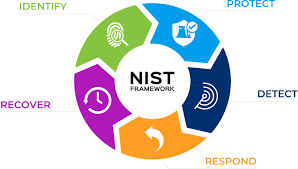 IDENTIFY
PROTECT
NIST
FRAMEWORK
RECOVER
DETECT
RESPOND